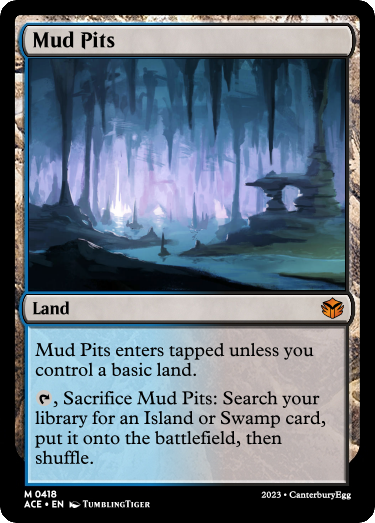 Mud Pits
Land
Mud Pits enters tapped unless you
control a basic land.
, Sacrifice Mud Pits: Search your
library for an Island or Swamp card,
put it onto the battlefield, then
shuffle.
M 0418
ACE • EN TumblingTiger
2023 • CanterburyEgg